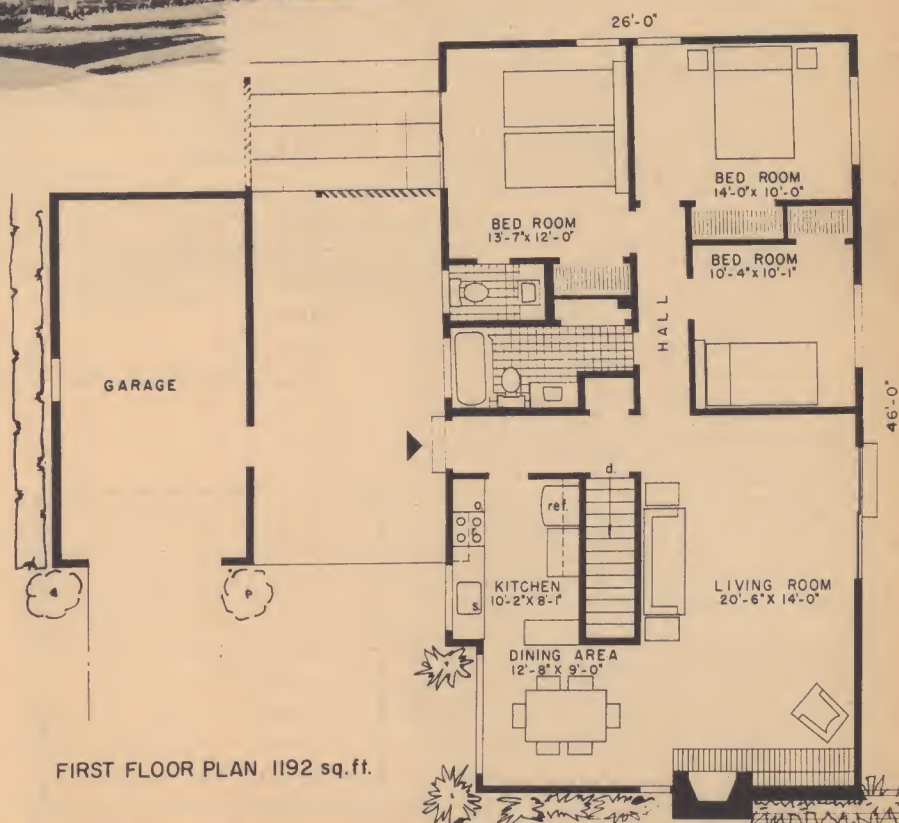 26'-0"
BED ROOM
14'-0" X 10'-0"
BED ROOM
13'-7" X 12'-0"
BED ROOM
10'-4" X 10'-1"
HALL
GARAGE
46'-0"
d.
ref.
KITCHEN
10'-2" X 8'-1"
s.
LIVING ROOM
20'-6" X 14'-0"
DINING AREA
12'-8" X 9'-0"
FIRST FLOOR PLAN 1192 sq.ft.